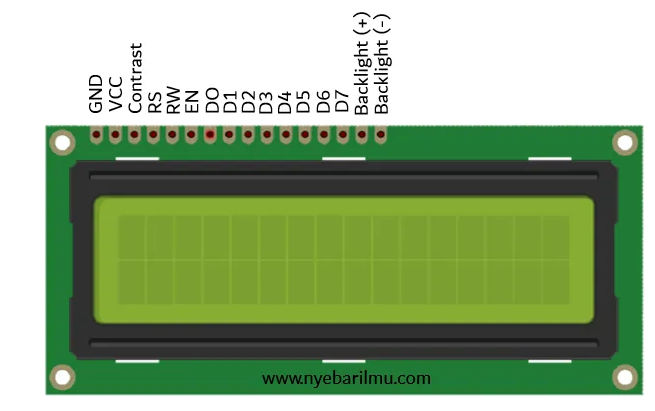 GND
VCC
Contrast
RS
RW
EN
DO
D1
D2
D3
D4
D5
D6
D7
Backlight (+)
Backlight (-)
www.nyebarilmu.com